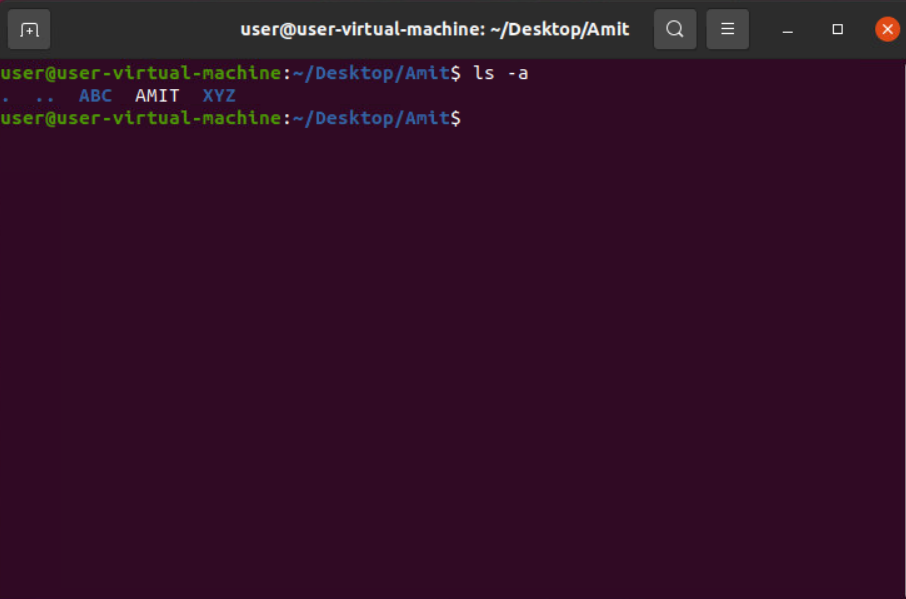 user@user-virtual-machine: ~/Desktop/Amit
user@user-virtual-machine:~/Desktop/Amit$ ls -a
. .. ABC AMIT XYZ
user@user-virtual-machine:~/Desktop/Amit$